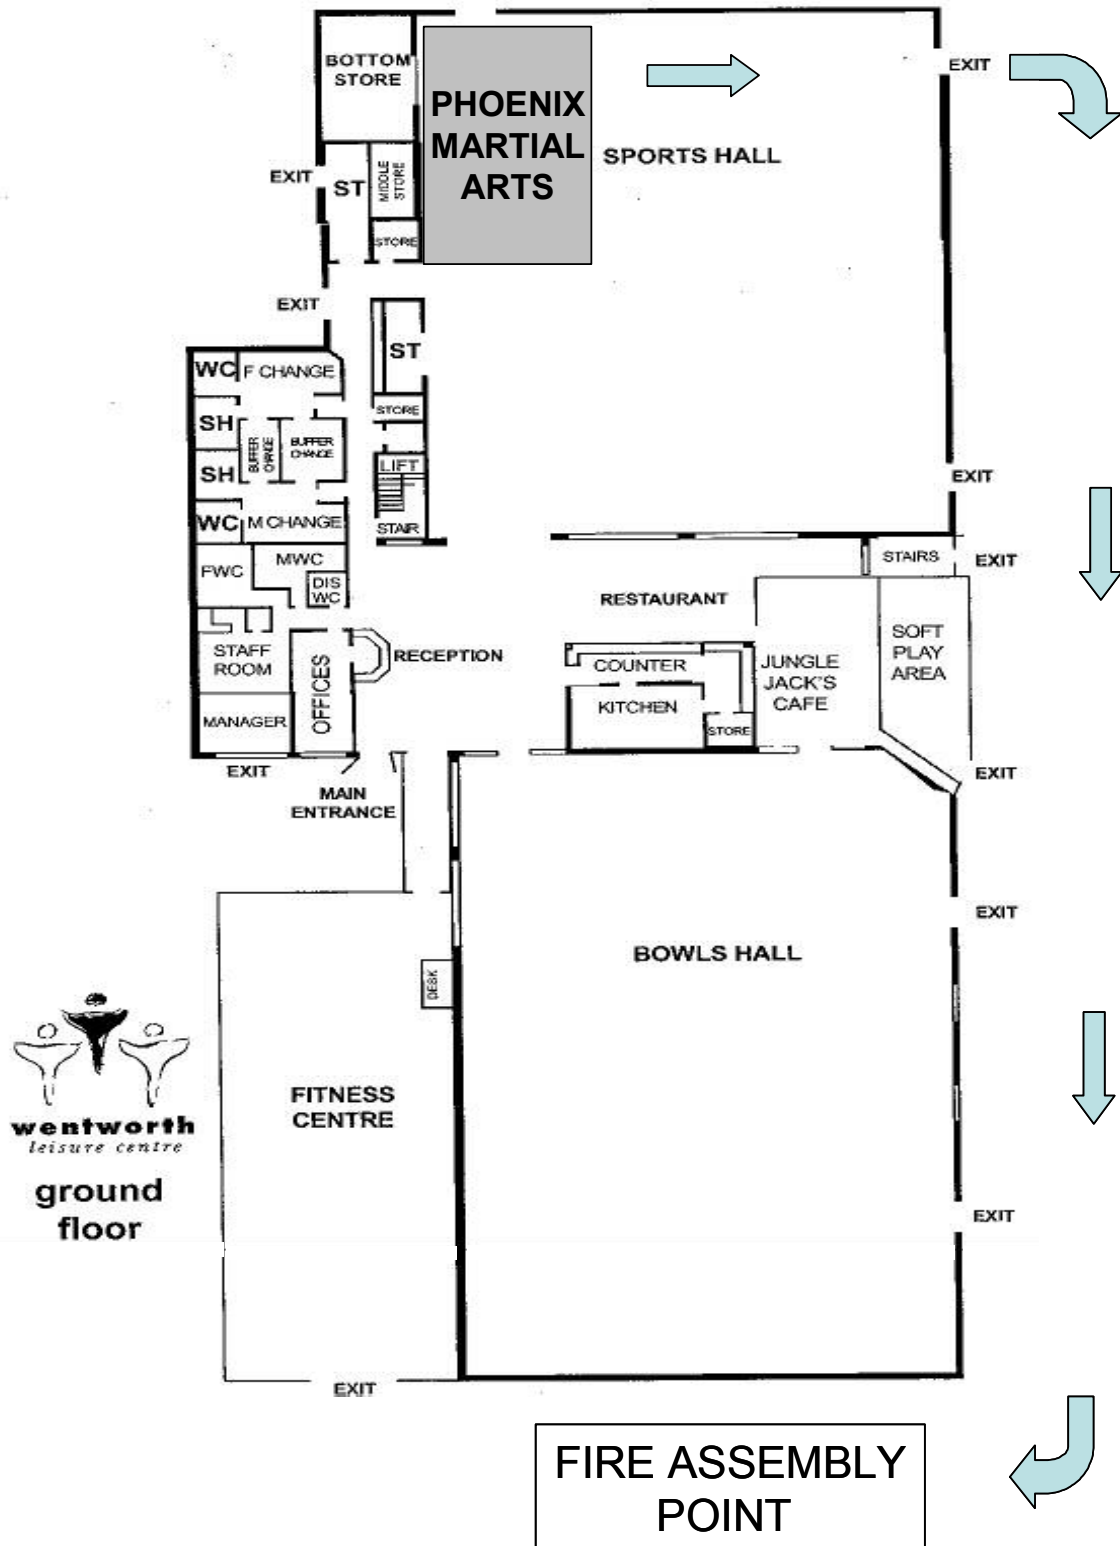 BOTTOM
STORE
PHOENIX
MARTIAL
ARTS
EXIT
SPORTS HALL
EXIT
ST
MIDDLE
STORE
STORE
EXIT
ST
WC
F CHANGE
STORE
SH
BUFFER
CHANGE
BUFFER
CHANGE
SH
LIFT
EXIT
WC
M CHANGE
STAIR
FWC
MWC
DIS
WC
STAIRS
EXIT
RESTAURANT
STAFF
ROOM
OFFICES
RECEPTION
COUNTER
JUNGLE
JACK'S
CAFE
SOFT
PLAY
AREA
MANAGER
KITCHEN
STORE
EXIT
EXIT
MAIN
ENTRANCE
EXIT
BOWLS HALL
DESK
FITNESS
CENTRE
wentworth
leisure centre
ground
floor
EXIT
EXIT
FIRE ASSEMBLY
POINT